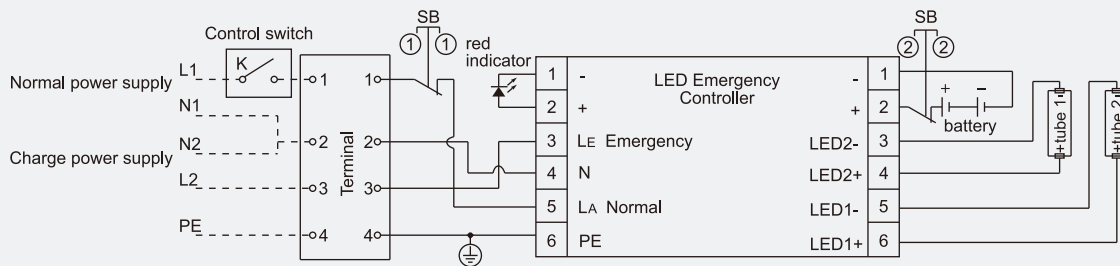 SB
SB
Control switch
1 1
red
indicator
2 2
K
Normal power supply L1
1 1
1 -
LED Emergency
Controller
- 1
+ -
N1
2 +
+ 2
battery
+tube 1-
+tube 2-
N2
2 2
Terminal
3 LE Emergency
LED2- 3
Charge power supply
4 N
LED2+ 4
L2
3 3
5 LA Normal
LED1- 5
PE
4 4
6 PE
LED1+ 6